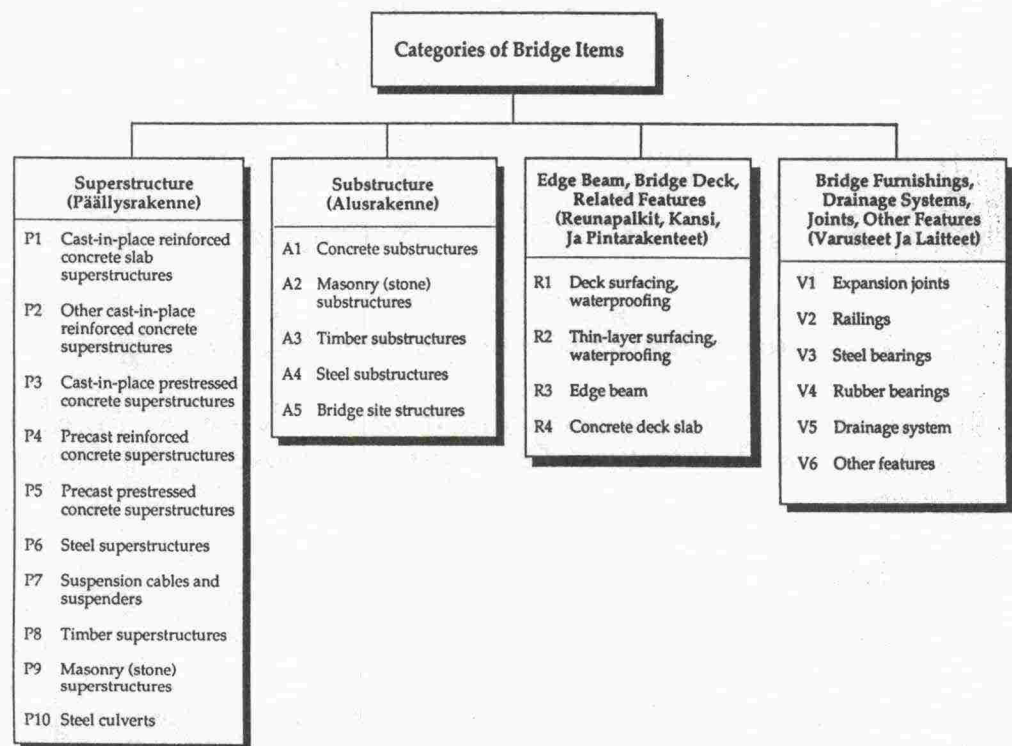 Categories of Bridge Items
Superstructure
(Päällysrakenne)
P1 Cast-in-place reinforced
concrete slab
superstructures
P2 Other cast-in-place
reinforced concrete
superstructures
P3 Cast-in-place prestressed
concrete superstructures
P4 Precast reinforced
concrete superstructures
P5 Precast prestressed
concrete superstructures
P6 Steel superstructures
P7 Suspension cables and
suspenders
P8 Timber superstructures
P9 Masonry (stone)
superstructures
P10 Steel culverts
Substructure
(Alusrakenne)
A1 Concrete substructures
A2 Masonry (stone)
substructures
A3 Timber substructures
A4 Steel substructures
A5 Bridge site structures
Edge Beam, Bridge Deck,
Related Features
(Reunapalkit, Kansi,
Ja Pintarakenteet)
R1 Deck surfacing,
waterproofing
R2 Thin-layer surfacing,
waterproofing
R3 Edge beam
R4 Concrete deck slab
Bridge Furnishings,
Drainage Systems,
Joints, Other Features
(Varusteet Ja Laitteet)
V1 Expansion joints
V2 Railings
V3 Steel bearings
V4 Rubber bearings
V5 Drainage system
V6 Other features